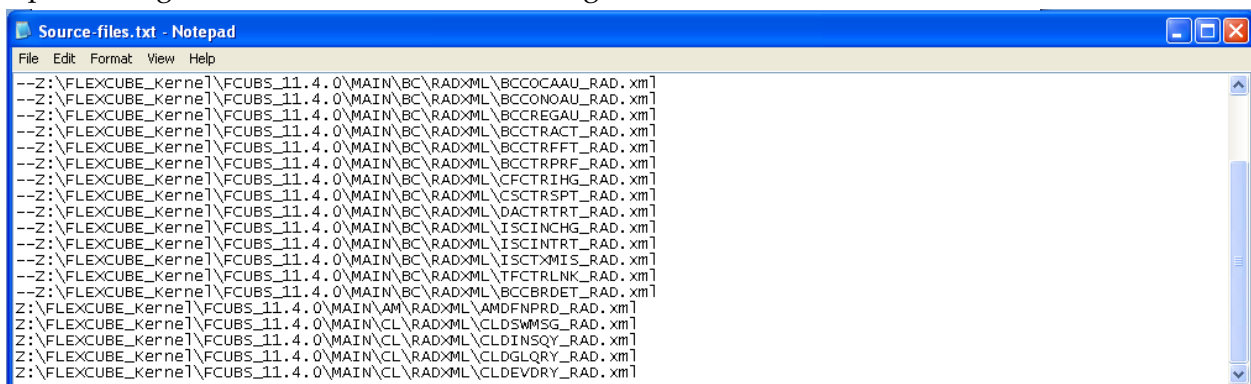 Source-files.txt - Notepad
File Edit Format View Help
--Z:\FLEXCUBE_Kernel\FCUBS_11.4.0\MAIN\BC\RADXML\BCCOCAAU_RAD.xml
--Z:\FLEXCUBE_Kernel\FCUBS_11.4.0\MAIN\BC\RADXML\BCCONOAU_RAD.xml
--Z:\FLEXCUBE_Kernel\FCUBS_11.4.0\MAIN\BC\RADXML\BCCREGAU_RAD.xml
--Z:\FLEXCUBE_Kernel\FCUBS_11.4.0\MAIN\BC\RADXML\BCCTRACT_RAD.xml
--Z:\FLEXCUBE_Kernel\FCUBS_11.4.0\MAIN\BC\RADXML\BCCTRFFT_RAD.xml
--Z:\FLEXCUBE_Kernel\FCUBS_11.4.0\MAIN\BC\RADXML\BCCTRPRF_RAD.xml
--Z:\FLEXCUBE_Kernel\FCUBS_11.4.0\MAIN\BC\RADXML\CFCTRIHG_RAD.xml
--Z:\FLEXCUBE_Kernel\FCUBS_11.4.0\MAIN\BC\RADXML\CSCTRSPT_RAD.xml
--Z:\FLEXCUBE_Kernel\FCUBS_11.4.0\MAIN\BC\RADXML\DACTRTRT_RAD.xml
--Z:\FLEXCUBE_Kernel\FCUBS_11.4.0\MAIN\BC\RADXML\ISCINCHG_RAD.xml
--Z:\FLEXCUBE_Kernel\FCUBS_11.4.0\MAIN\BC\RADXML\ISCINTRT_RAD.xml
--Z:\FLEXCUBE_Kernel\FCUBS_11.4.0\MAIN\BC\RADXML\ISCTXMIS_RAD.xml
--Z:\FLEXCUBE_Kernel\FCUBS_11.4.0\MAIN\BC\RADXML\TFCTRLNK_RAD.xml
--Z:\FLEXCUBE_Kernel\FCUBS_11.4.0\MAIN\BC\RADXML\BCCBRDET_RAD.xml
Z:\FLEXCUBE_Kernel\FCUBS_11.4.0\MAIN\AM\RADXML\AMDFNPRD_RAD.xml
Z:\FLEXCUBE_Kernel\FCUBS_11.4.0\MAIN\CL\RADXML\CLDSWMSG_RAD.xml
Z:\FLEXCUBE_Kernel\FCUBS_11.4.0\MAIN\CL\RADXML\CLDINSQY_RAD.xml
Z:\FLEXCUBE_Kernel\FCUBS_11.4.0\MAIN\CL\RADXML\CLDGLQRY_RAD.xml
Z:\FLEXCUBE_Kernel\FCUBS_11.4.0\MAIN\CL\RADXML\CLDEVDRY_RAD.xml